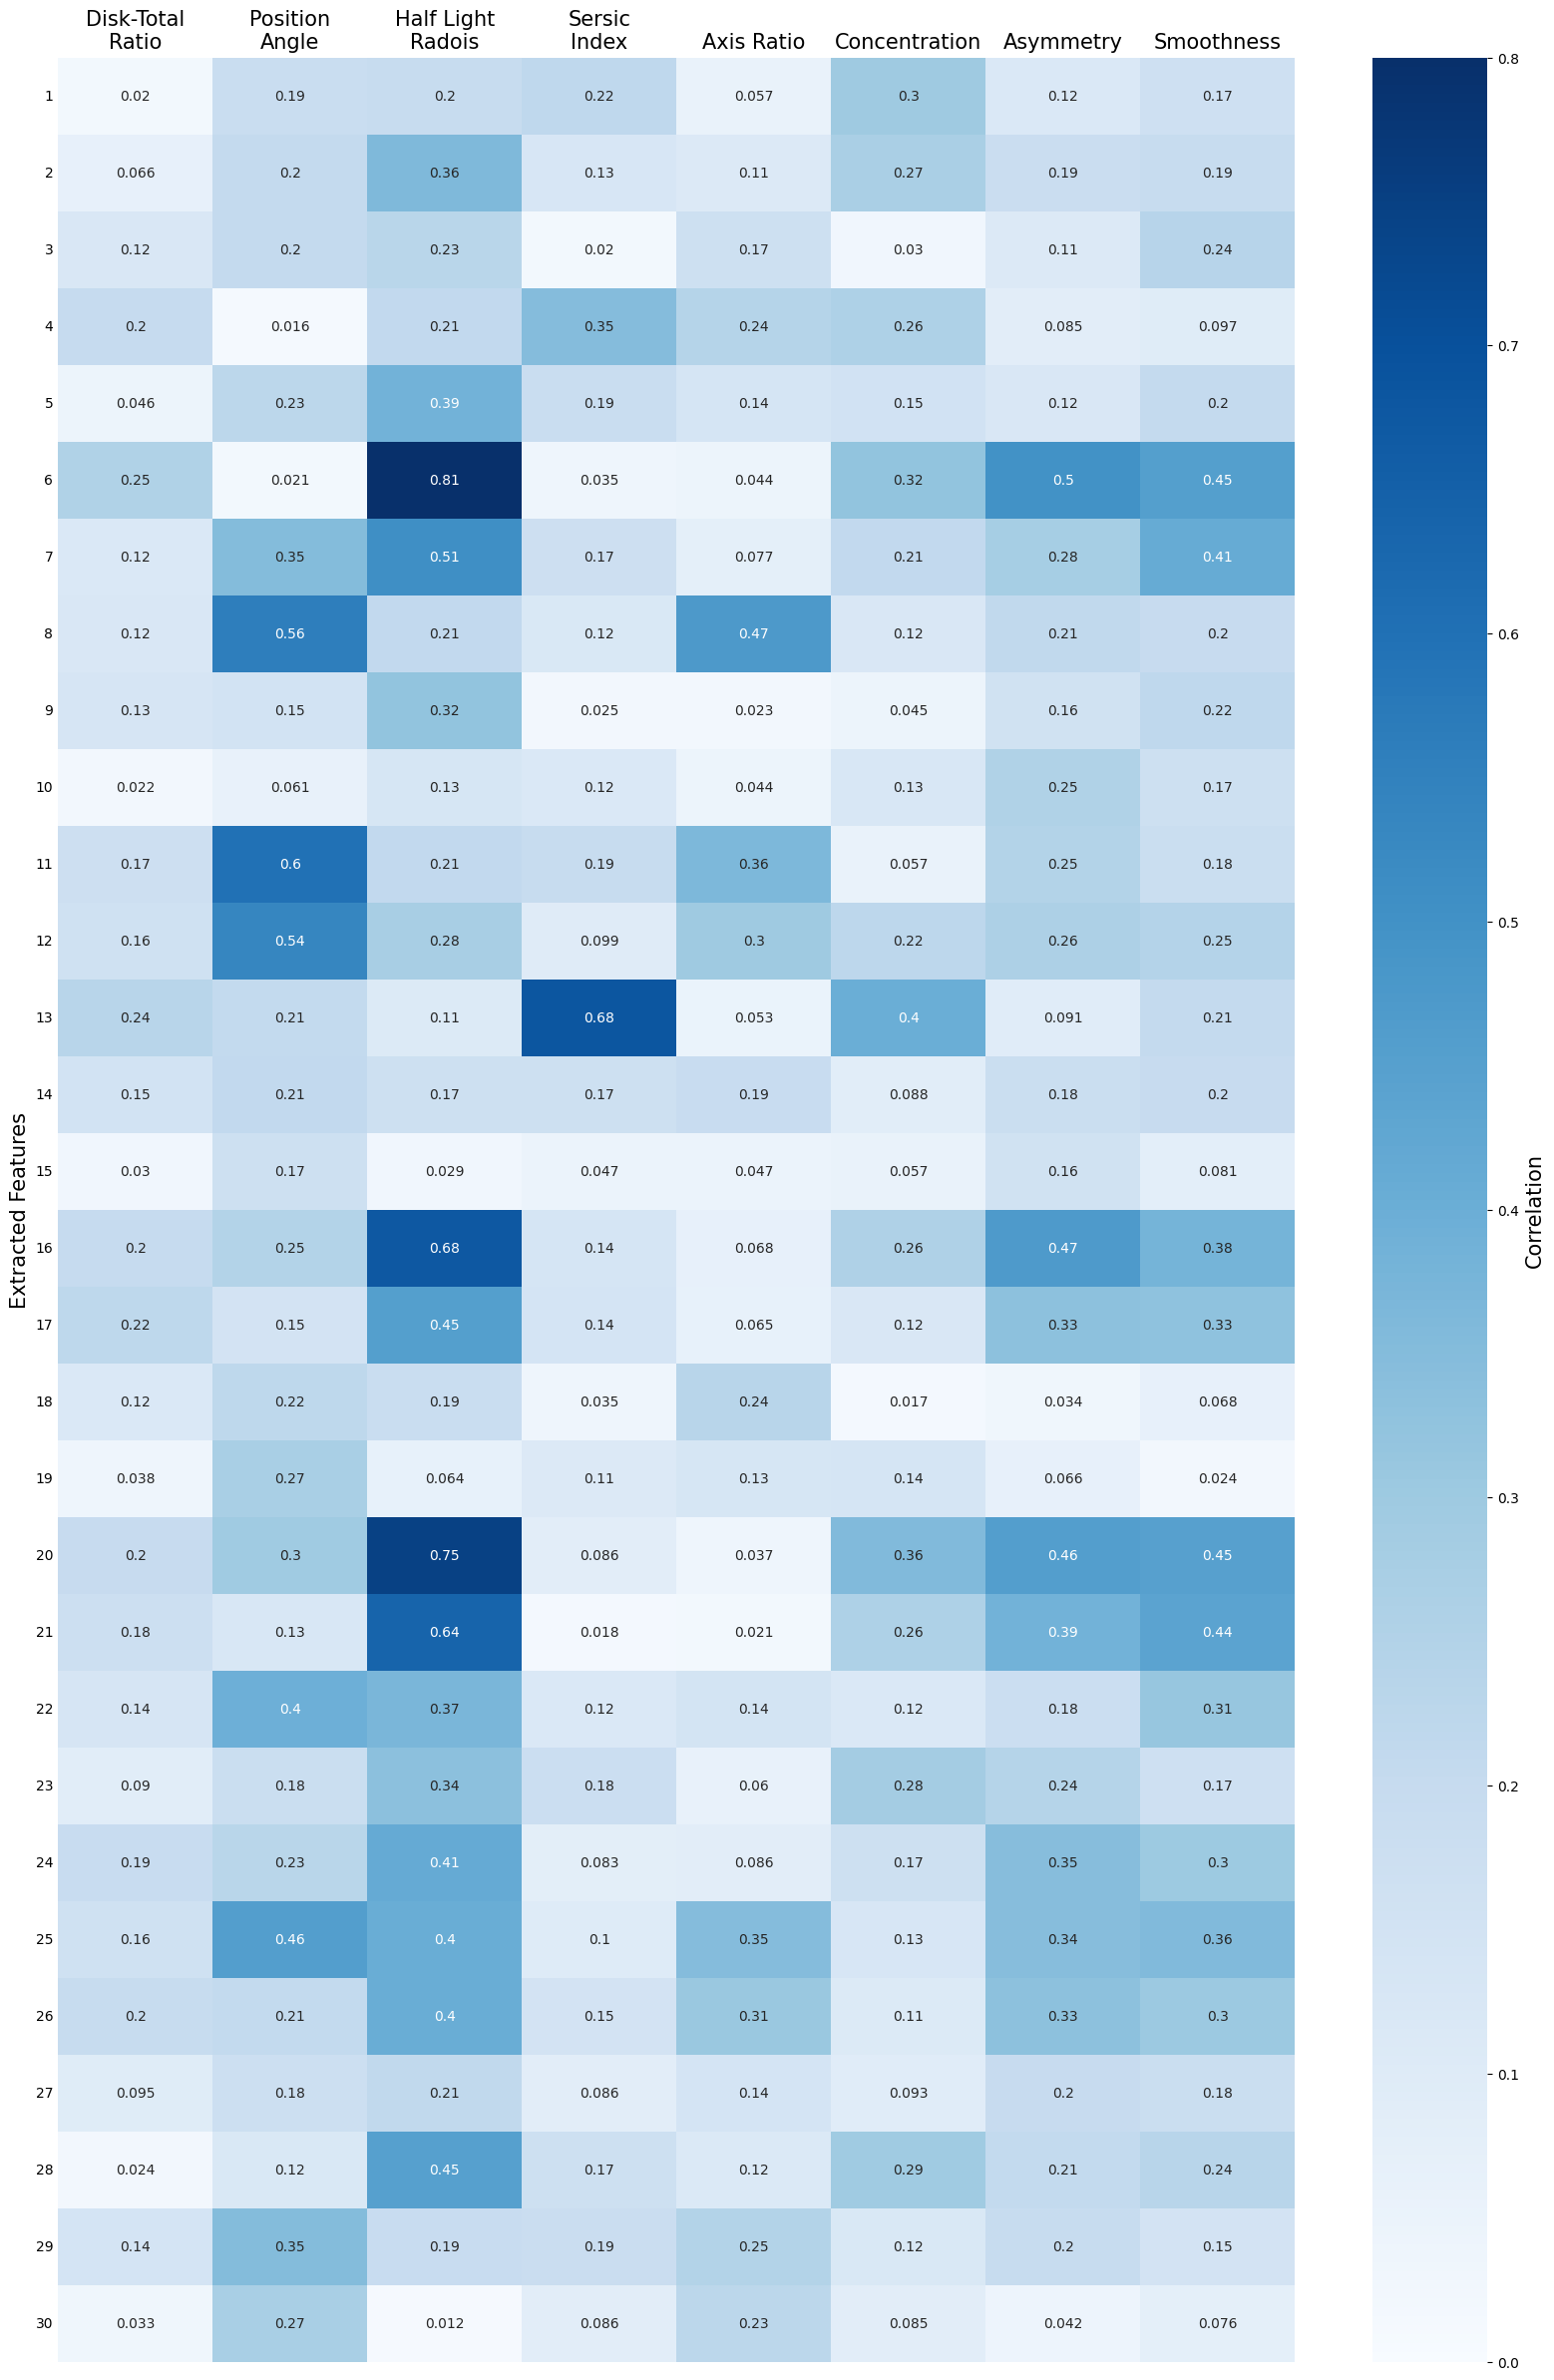 Disk-Total Position Half Light Sersic
Ratio Angle Radois Index Axis Ratio Concentration Asymmetry Smoothness
1 0.02 0.19 0.2 0.22 0.057 0.3 0.12 0.17
2 0.066 0.2 0.36 0.13 0.11 0.27 0.19 0.19
3 0.12 0.2 0.23 0.02 0.17 0.03 0.11 0.24
4 0.2 0.016 0.21 0.35 0.24 0.26 0.085 0.097
5 0.046 0.23 0.39 0.19 0.14 0.15 0.12 0.2
6 0.25 0.021 0.81 0.035 0.044 0.32 0.5 0.45
7 0.12 0.35 0.51 0.17 0.077 0.21 0.28 0.41
8 0.12 0.56 0.21 0.12 0.47 0.12 0.21 0.2
9 0.13 0.15 0.32 0.025 0.023 0.045 0.16 0.22
10 0.022 0.061 0.13 0.12 0.044 0.13 0.25 0.17
11 0.17 0.6 0.21 0.19 0.36 0.057 0.25 0.18
12 0.16 0.54 0.28 0.099 0.3 0.22 0.26 0.25
13 0.24 0.21 0.11 0.68 0.053 0.4 0.091 0.21
14 0.15 0.21 0.17 0.17 0.19 0.088 0.18 0.2
15 0.03 0.17 0.029 0.047 0.047 0.057 0.16 0.081
16 0.2 0.25 0.68 0.14 0.068 0.26 0.47 0.38
17 0.22 0.15 0.45 0.14 0.065 0.12 0.33 0.33
18 0.12 0.22 0.19 0.035 0.24 0.017 0.034 0.068
19 0.038 0.27 0.064 0.11 0.13 0.14 0.066 0.024
20 0.2 0.3 0.75 0.086 0.037 0.36 0.46 0.45
21 0.18 0.13 0.64 0.018 0.021 0.26 0.39 0.44
22 0.14 0.4 0.37 0.12 0.14 0.12 0.18 0.31
23 0.09 0.18 0.34 0.18 0.06 0.28 0.24 0.17
24 0.19 0.23 0.41 0.083 0.086 0.17 0.35 0.3
25 0.16 0.46 0.4 0.1 0.35 0.13 0.34 0.36
26 0.2 0.21 0.4 0.15 0.31 0.11 0.33 0.3
27 0.095 0.18 0.21 0.086 0.14 0.093 0.2 0.18
28 0.024 0.12 0.45 0.17 0.12 0.29 0.21 0.24
29 0.14 0.35 0.19 0.19 0.25 0.12 0.2 0.15
30 0.033 0.27 0.012 0.086 0.23 0.085 0.042 0.076
Extracted Features
0.8
0.7
0.6
0.5
0.4
0.3
0.2
0.1
0.0
Correlation